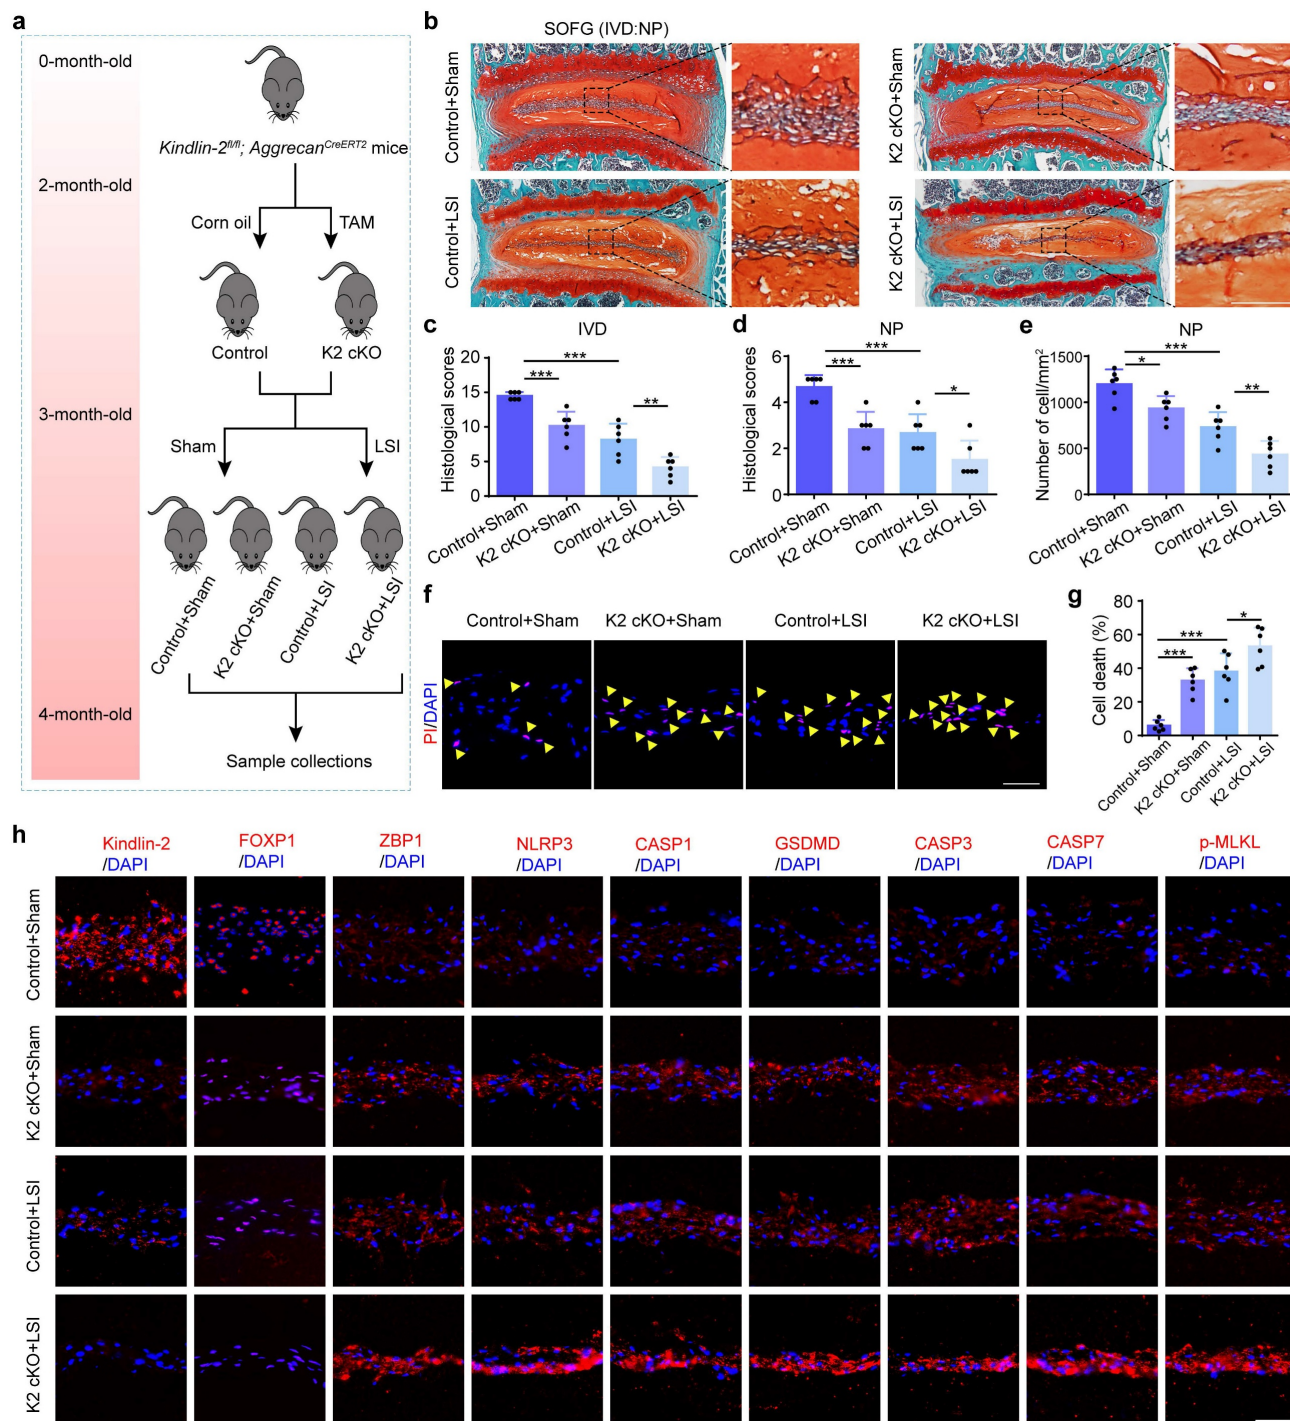 a
0-month-old
Kindlin-2fl/fl; AggrecanCreERT2 mice
2-month-old
Corn oil
TAM
Control
K2 cKO
3-month-old
Sham
LSI
Control+Sham
K2 cKO+Sham
Control+LSI
K2 cKO+LSI
4-month-old
Sample collections
b
SOFG (IVD:NP)
Control+Sham
K2 cKO+Sham
Control+LSI
K2 cKO+LSI
c
IVD
Histological scores
20
15
10
5
0
***
***
**
Control+Sham
K2 cKO+Sham
Control+LSI
K2 cKO+LSI
d
NP
Histological scores
6
4
2
0
***
***
*
Control+Sham
K2 cKO+Sham
Control+LSI
K2 cKO+LSI
e
NP
Number of cell/mm²
1500
1000
500
0
***
*
**
Control+Sham
K2 cKO+Sham
Control+LSI
K2 cKO+LSI
f
Control+Sham
K2 cKO+Sham
Control+LSI
K2 cKO+LSI
PI/DAPI
g
Cell death (%)
80
60
40
20
0
***
***
*
Control+Sham
K2 cKO+Sham
Control+LSI
K2 cKO+LSI
h
Kindlin-2
/DAPI
FOXP1
/DAPI
ZBP1
/DAPI
NLRP3
/DAPI
CASP1
/DAPI
GSDMD
/DAPI
CASP3
/DAPI
CASP7
/DAPI
p-MLKL
/DAPI
Control+Sham
K2 cKO+Sham
Control+LSI
K2 cKO+LSI